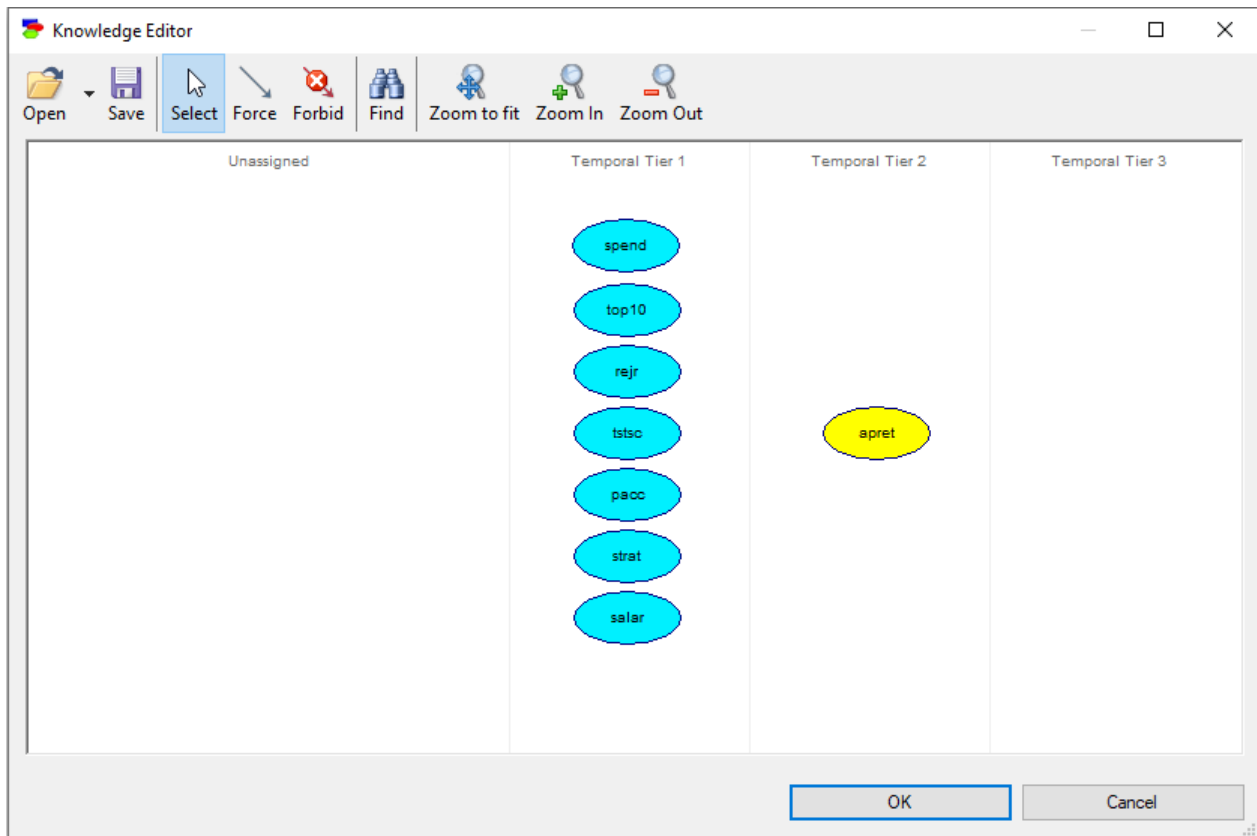 Knowledge Editor
Open Save Select Force Forbid Find Zoom to fit Zoom In Zoom Out
Unassigned Temporal Tier 1 Temporal Tier 2 Temporal Tier 3
spend
top10
rejr
tstsc apret
pacc
strat
salar
OK Cancel